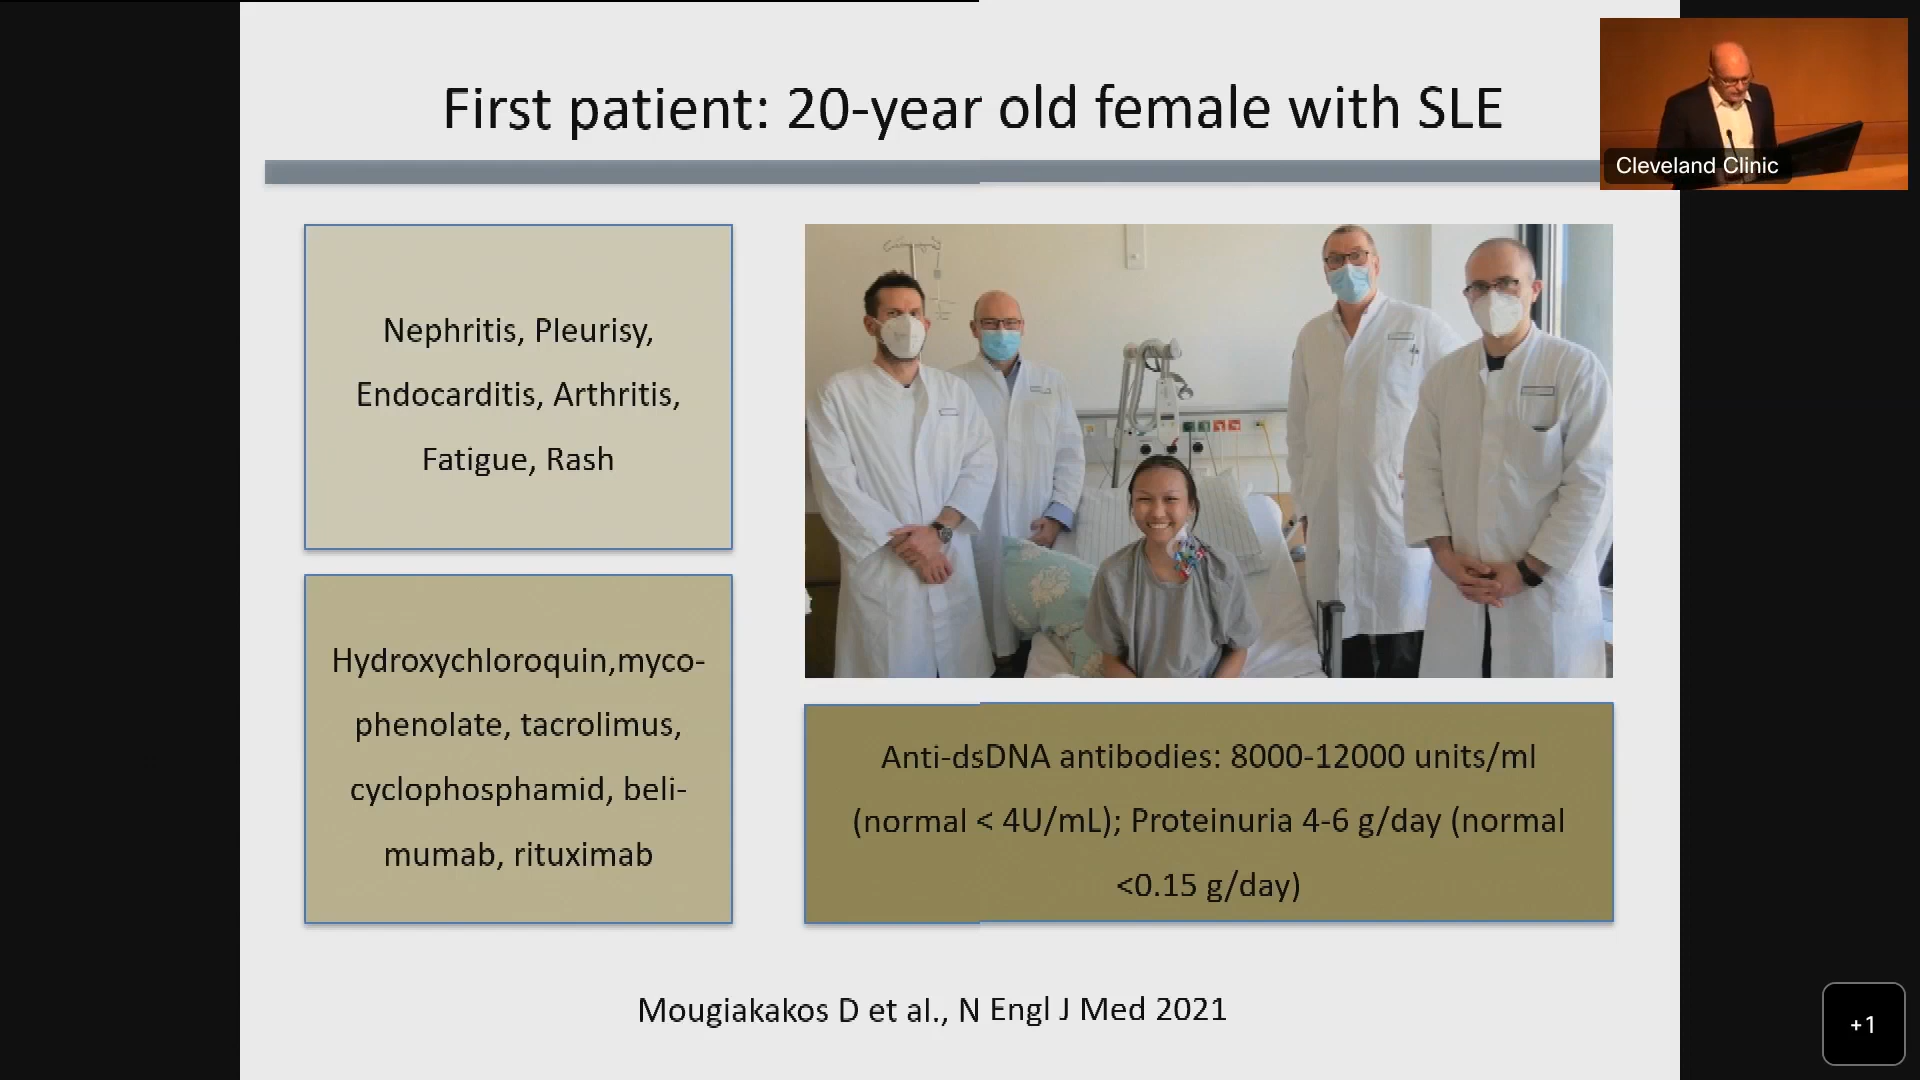 First patient: 20-year old female with SLE
Cleveland Clinic
Nephritis, Pleurisy,
Endocarditis, Arthritis,
Fatigue, Rash
Hydroxychloroquin,myco-
phenolate, tacrolimus,
cyclophosphamid, beli-
mumab, rituximab
Anti-dsDNA antibodies: 8000-12000 units/ml
(normal < 4U/mL); Proteinuria 4-6 g/day (normal
<0.15 g/day)
Mougiakakos D et al., N Engl J Med 2021
+1